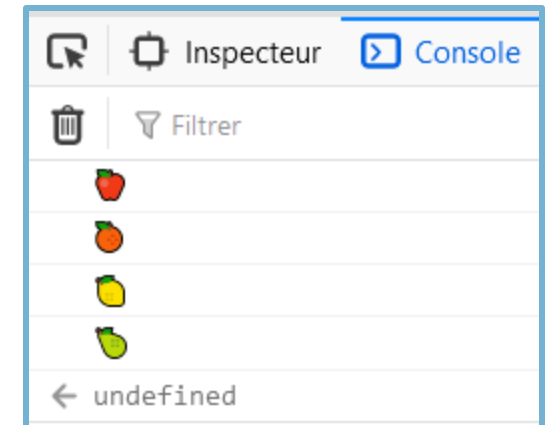 Inspecteur Console
Filtrer
🍎
🍊
🍋
🍐
undefined